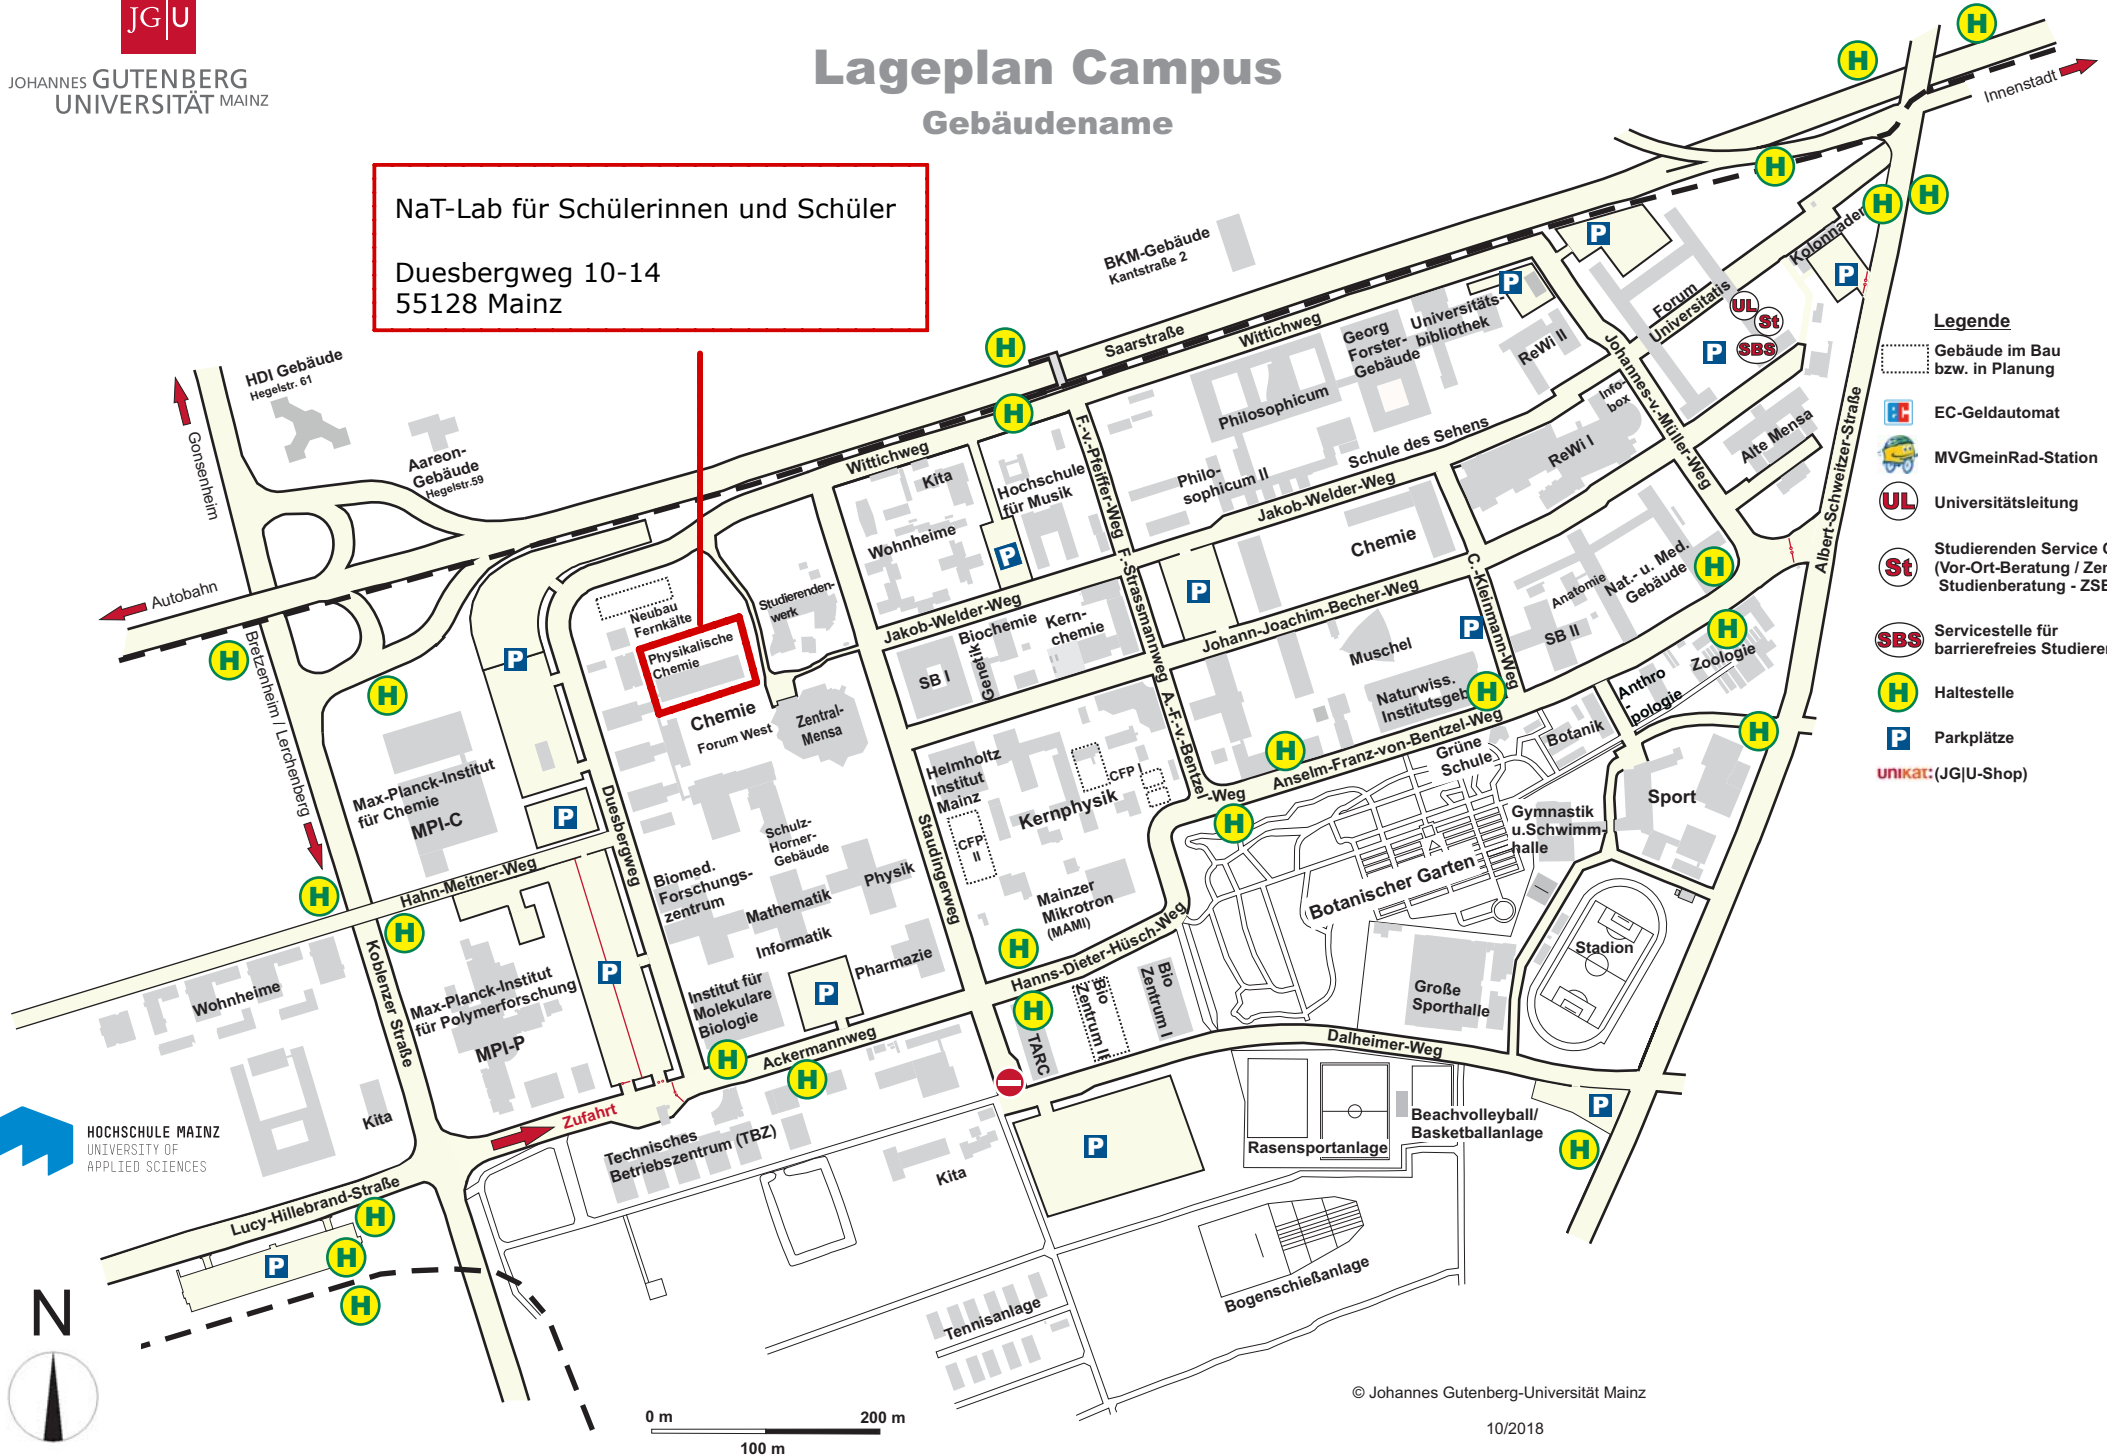 JG|U
JOHANNES GUTENBERG
UNIVERSITÄT MAINZ
Lageplan Campus
Gebäudename
NaT-Lab für Schülerinnen und Schüler
Duesbergweg 10-14
55128 Mainz
Innenstadt
BKM-Gebäude
Kantstraße 2
Saarstraße
Wittichweg
Georg
Forster-
Gebäude
Universitäts-
bibliothek
ReWi II
Forum
Universitatis
Kolonnaden
UL
St
SBS
Johannes-v.-Müller-Weg
Info-
box
Alte Mensa
Albert-Schweitzer-Straße
Legende
Gebäude im Bau
bzw. in Planung
EC-Geldautomat
MVGmeinRad-Station
UL
Universitätsleitung
St
Studierenden Service
(Vor-Ort-Beratung /
Studienberatung -
SBS
Servicestelle für
barrierefreies
H
Haltestelle
P
Parkplätze
unikat:
(JG|U-Shop)
HDI Gebäude
Hegelstr. 61
Aareon-
Gebäude
Hegelstr.59
Gonsenheim
Autobahn
Bretzenheim / Lerchenberg
Wittichweg
Kita
Wohnheime
Hochschule
für Musik
F.-v.-Pfeiffer-Weg
Philosophicum
Philo-
sophicum II
Schule des Sehens
Jakob-Welder-Weg
ReWi I
Chemie
Neubau
Fernkälte
Studierenden-
werk
Physikalische
Chemie
Chemie
Forum West
Zentral-
Mensa
Jakob-Welder-Weg
Biochemie
Genetik
Kern-
chemie
SB I
F.-Strassmannweg
Johann-Joachim-Becher-Weg
Muschel
C.-Kleinmann-Weg
Anatomie
Nat.- u. Med.
Gebäude
SB II
Zoologie
Anthro
-
pologie
Naturwiss.
Institutsgeb
Anselm-Franz-von-Bentzel-Weg
Botanik
Grüne
Schule
A.-F.-v.-Bentzel
-Weg
Max-Planck-Institut
für Chemie
MPI-C
Helmholtz
Institut
Mainz
CFP I
CFP
II
Kernphysik
Duesbergweg
Schulz-
Horner-
Gebäude
Biomed.
Forschungs-
zentrum
Mathematik
Physik
Informatik
Pharmazie
Staudingerweg
Mainzer
Mikrotron
(MAMI)
Hanns-Dieter-Hüsch-Weg
Botanischer Garten
Gymnastik
u.Schwimm-
halle
Sport
Stadion
Große
Sporthalle
Hahn-Meitner-Weg
Koblenzer Straße
Wohnheime
Max-Planck-Institut
für Polymerforschung
MPI-P
Institut für
Molekulare
Biologie
Ackermannweg
Bio
Zentrum I
Bio
Zentrum II
TARC
Dalheimer-Weg
Kita
Zufahrt
Technisches
Betriebszentrum (TBZ)
Kita
Rasensportanlage
Beachvolleyball/
Basketballanlage
HOCHSCHULE MAINZ
UNIVERSITY OF
APPLIED SCIENCES
Lucy-Hillebrand-Straße
Tennisanlage
Bogenschießanlage
N
0 m
200 m
100 m
© Johannes Gutenberg-Universität Mainz
10/2018